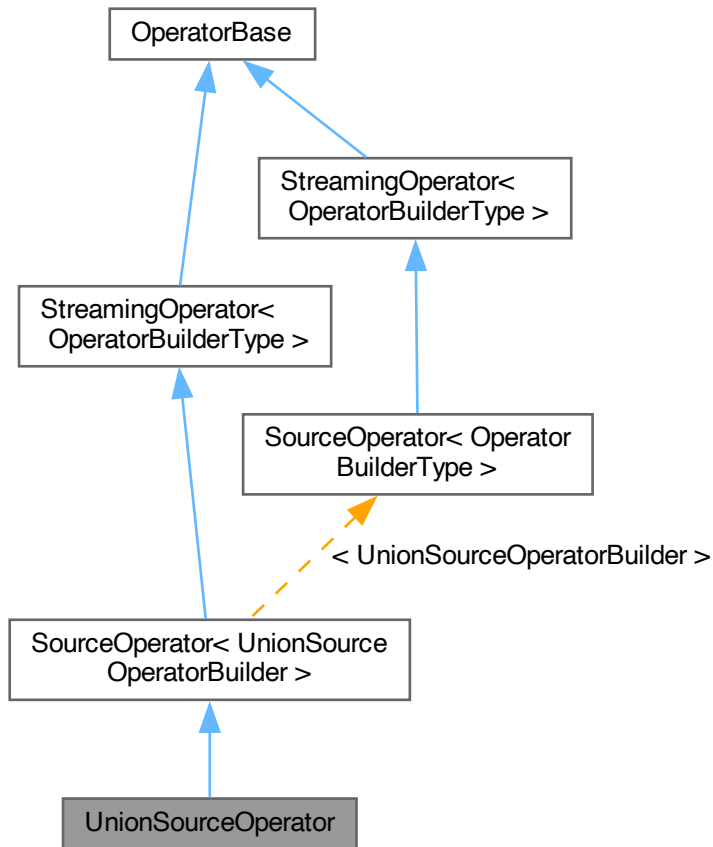 OperatorBase
StreamingOperator<
OperatorBuilderType >
StreamingOperator<
OperatorBuilderType >
SourceOperator< Operator
BuilderType >
< UnionSourceOperatorBuilder >
SourceOperator< UnionSource
OperatorBuilder >
UnionSourceOperator